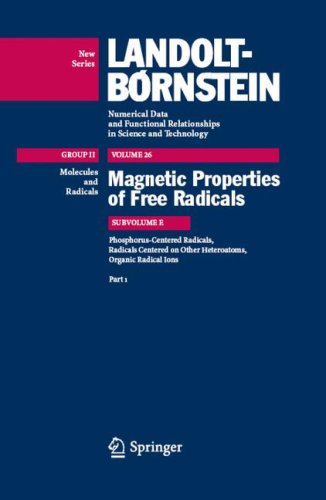 New
Series
LANDOLT-
BØRNSTEIN
Numerical Data
and Functional Relationships
in Science and Technology
GROUP II
VOLUME 26
Molecules
and
Radicals
Magnetic Properties
of Free Radicals
SUBVOLUME E
Phosphorus-Centered Radicals,
Radicals Centered on Other Heteroatoms,
Organic Radical Ions
Part 1
Springer